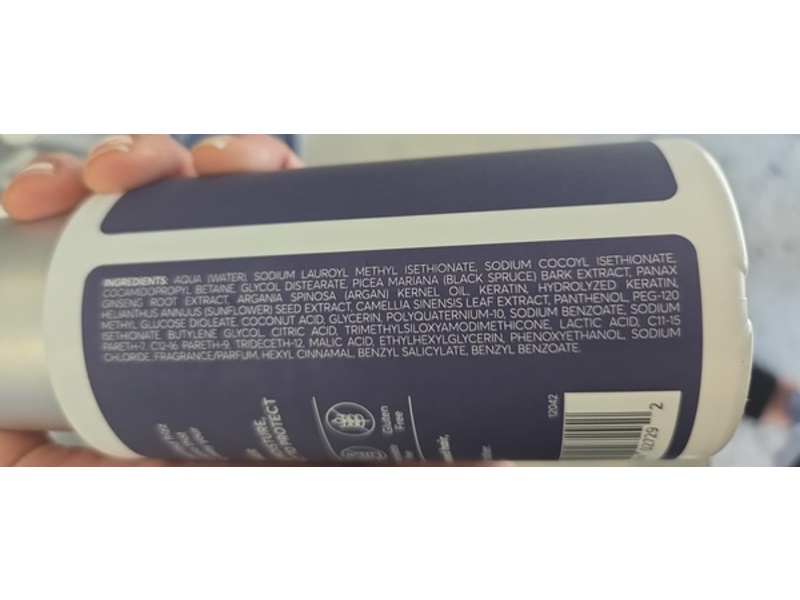 INGREDIENTS: AQUA (WATER), SODIUM LAUROYL METHYL ISETHIONATE, SODIUM COCOYL ISETHIONATE,
COCAMIDOPROPYL BETAINE GLYCOL DISTEARATE, PICEA MARIANA (BLACK SPRUCE) BARK EXTRACT, PANAX
GINSENG ROOT EXTRACT, ARGANIA SPINOSA (ARGAN) KERNEL OIL, KERATIN, HYDROLYZED KERATIN,
HELIANTHUS ANNUUS (SUNFLOWER) SEED EXTRACT, CAMELLIA SINENSIS LEAF EXTRACT, PANTHENOL, PEG-120
METHYL GLUCOSE DIOLEATE, COCONUT ACID, GLYCERIN, POLYQUATERNIUM-10, SODIUM BENZOATE, SODIUM
ISETHIONATE, BUTYLENE GLYCOL, CITRIC ACID, TRIMETHYLSILOXYAMODIMETHICONE, LACTIC ACID, C11-15
PARETH-7, C12-16 PARETH-9, TRIDECETH-12, MALIC ACID, ETHYLHEXYLGLYCERIN, PHENOXYETHANOL, SODIUM
CHLORIDE, FRAGRANCE/PARFUM, HEXYL CINNAMAL, BENZYL SALICYLATE, BENZYL BENZOATE.
PROTECT
Gluten
Free
hair,
12042
02729 2